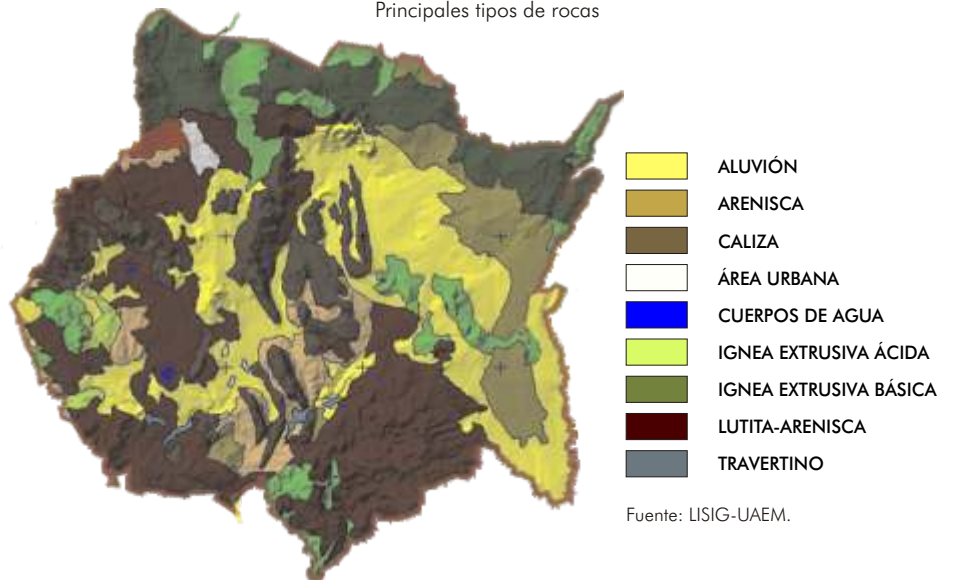 Principales tipos de rocas
ALUVIÓN
ARENISCA
CALIZA
ÁREA URBANA
CUERPOS DE AGUA
IGNEA EXTRUSIVA ÁCIDA
IGNEA EXTRUSIVA BÁSICA
LUTITA-ARENISCA
TRAVERTINO
Fuente: LISIG-UAEM.